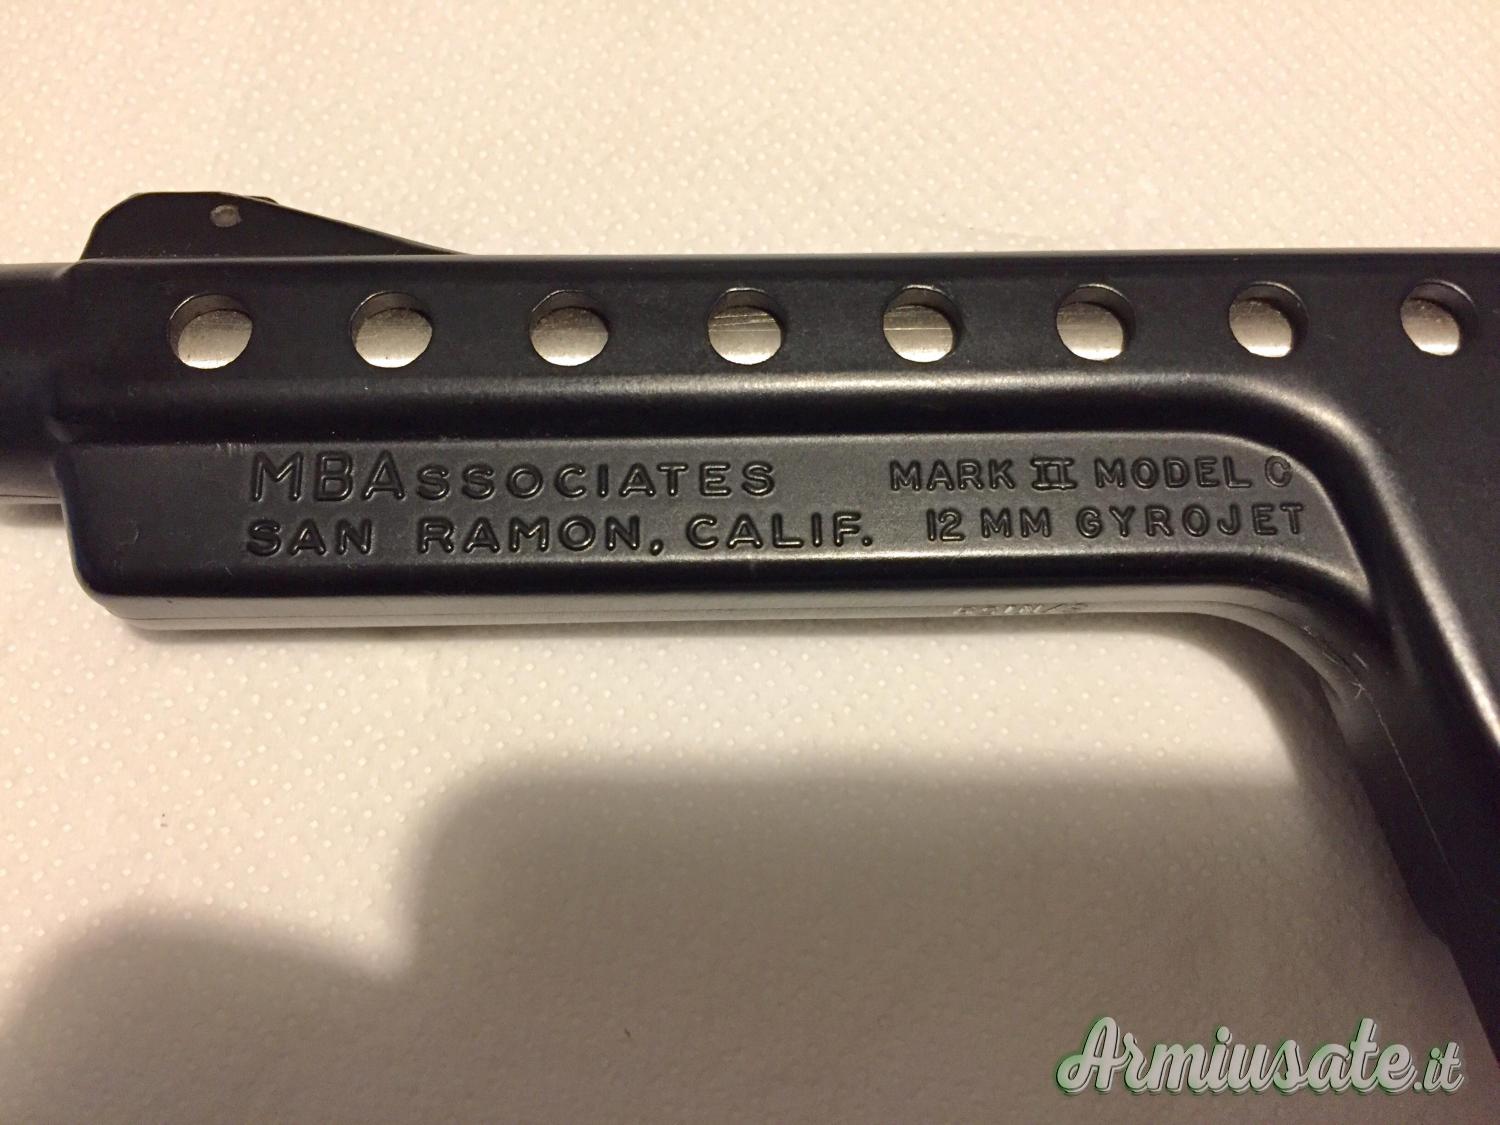 MBASSOCIATES
SAN RAMON, CALIF.
MARK II MODEL C
12 MM GYROJET
Armiusate.it